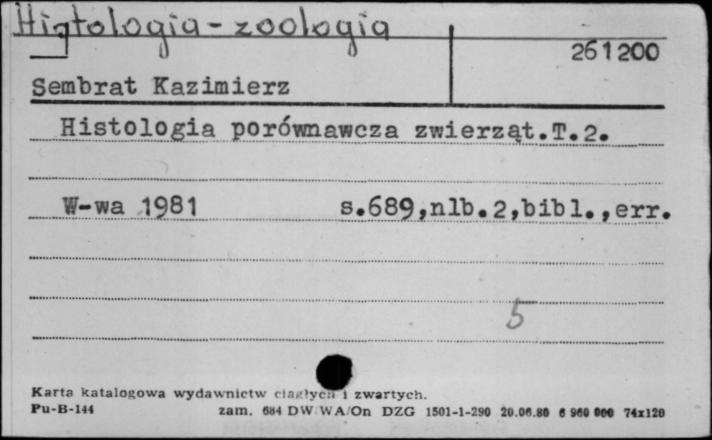 Histologia - zoologia
261200
Sembrat Kazimierz
Histologia porównawcza zwierząt.T.2.
W-wa 1981 s.689,nlb.2,bibl.,err.
5
Karta katalogowa wydawnictw ciągłych i zwartych.
Pu-B-144 zam. 684 DW WA/On DZG 1501-1-290 20.06.80 6 960 000 74x120